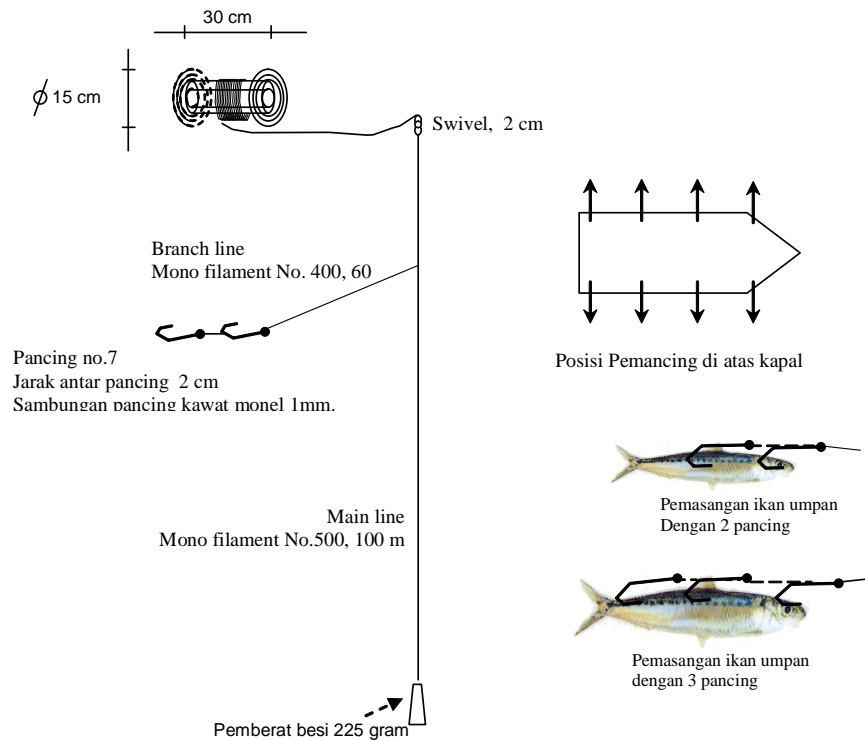 30 cm
⌀ 15 cm
Swivel, 2 cm
Branch line
Mono filament No. 400, 60
Pancing no.7
Jarak antar pancing 2 cm
Sambungan pancing kawat monel 1mm.
Posisi Pemancing di atas kapal
Pemasangan ikan umpan
Dengan 2 pancing
Main line
Mono filament No.500, 100 m
Pemasangan ikan umpan
dengan 3 pancing
Pemberat besi 225 gram